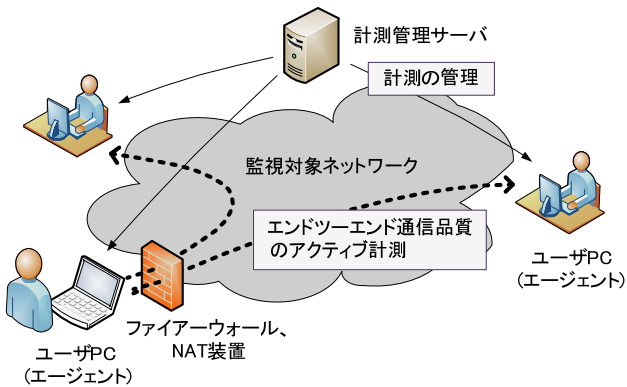 計測管理サーバ
計測の管理
監視対象ネットワーク
エンドツーエンド通信品質
のアクティブ計測
ユーザPC
(エージェント)
ファイアーウォール、
NAT装置
ユーザPC
(エージェント)